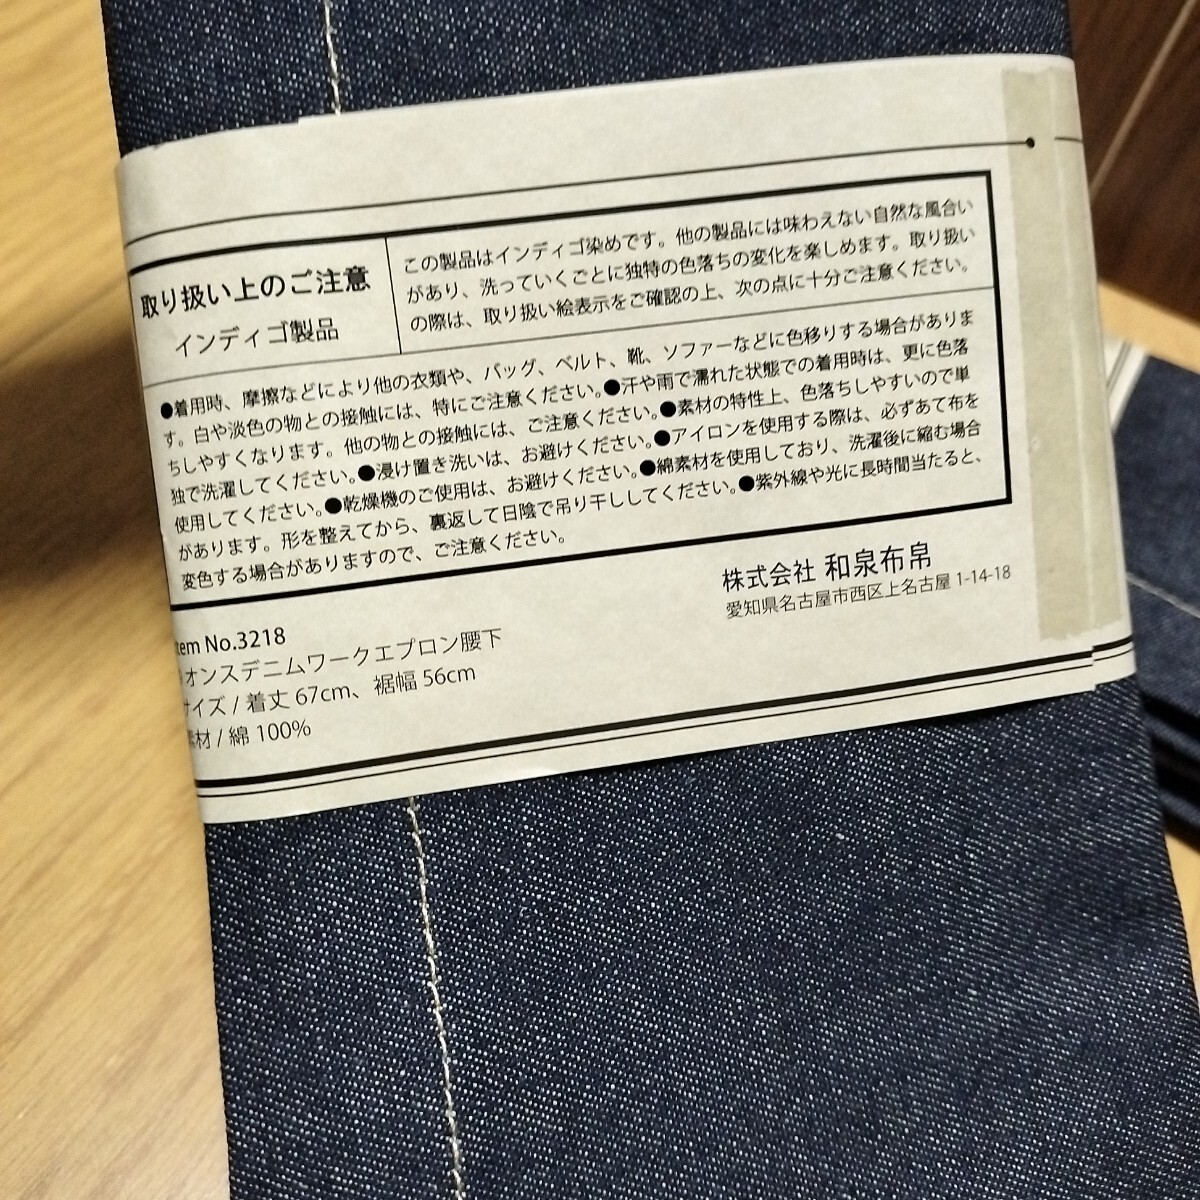 取り扱い上のご注意
インディゴ製品
この製品はインディゴ染めです。他の製品には味わえない自然な風合い
があり、洗っていくごとに独特の色落ちの変化を楽しめます。取り扱い
の際は、取り扱い絵表示をご確認の上、次の点に十分ご注意ください。
●着用時、摩擦などにより他の衣類や、バッグ、ベルト、靴、ソファーなどに色移りする場合がありま
す。白や淡色の物との接触には、特にご注意ください。●汗や雨で濡れた状態での着用時は、更に色落
ちしやすくなります。他の物との接触には、ご注意ください。●素材の特性上、色落ちしやすいので単
独で洗濯してください。●浸け置き洗いは、お避けください。●アイロンを使用する際は、必ずあて布を
使用してください。●乾燥機のご使用は、お避けください。●綿素材を使用しており、洗濯後に縮む場合
があります。形を整えてから、裏返して日陰で吊り干ししてください。●紫外線や光に長時間当たると、
変色する場合がありますので、ご注意ください。
株式会社 和泉布帛
愛知県名古屋市西区上名古屋 1-14-18
tem No.3218
オンスデニムワークエプロン腰下
サイズ / 着丈 67cm、裾幅 56cm
素材 / 綿 100%